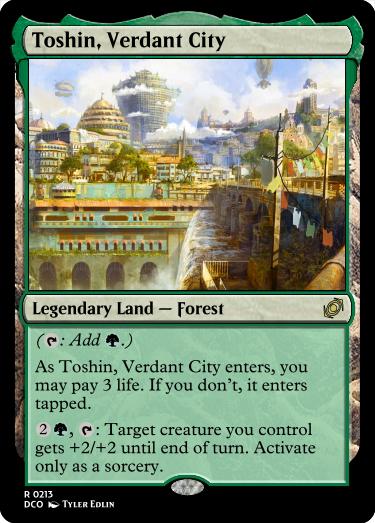 Toshin, Verdant City
Legendary Land — Forest
(: Add .)
As Toshin, Verdant City enters, you
may pay 3 life. If you don't, it enters
tapped.
2, : Target creature you control
gets +2/+2 until end of turn. Activate
only as a sorcery.
R 0213
DCO Tyler Edlin